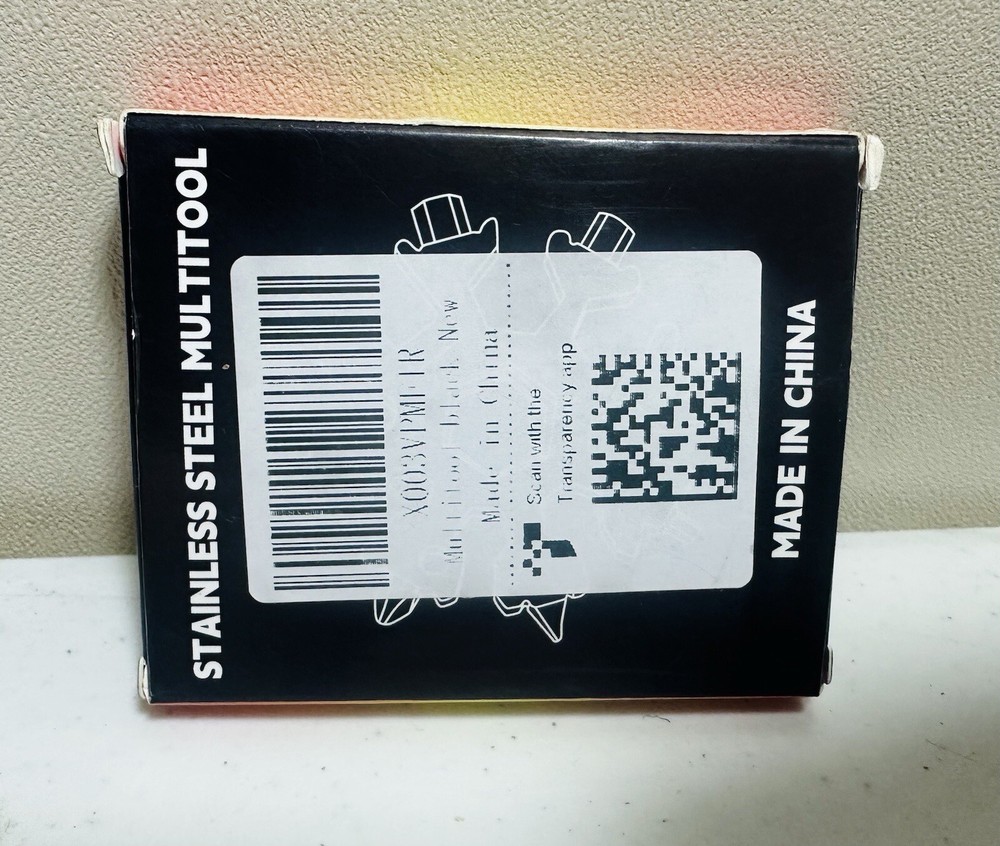 STAINLESS STEEL MULTITOOL
Multitool black New
Made in China
Scan with the
Transparency app
MADE IN CHINA